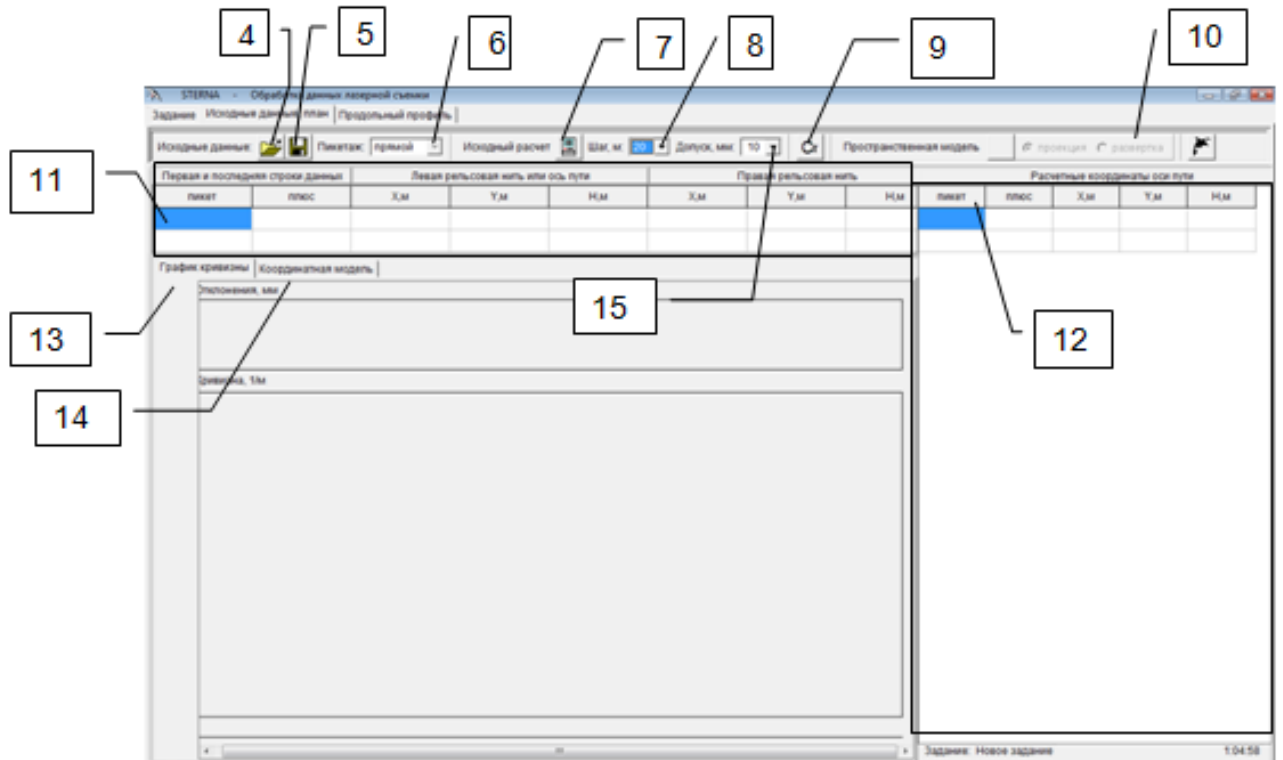 4 5 6 7 8 9 10
STERNA - Обработка данных лазерной съемки
Задание Исходные данные, план Продольный профиль
Исходные данные: Пикетаж: прямой Исходный расчет Шаг, м: 20 Допуск, мм: 10 Пространственная модель проекция развертка
11
Первая и последняя строки данных Левая рельсовая нить или ось пути Правая рельсовая нить Расчетные координаты оси пути
пикет плюс X,м Y,м H,м X,м Y,м H,м пикет плюс X,м Y,м H,м
График кривизны Координатная модель
Отклонения, мм
15
13
12
Кривизна, 1/м
14
Задание: Новое задание 1:04:58